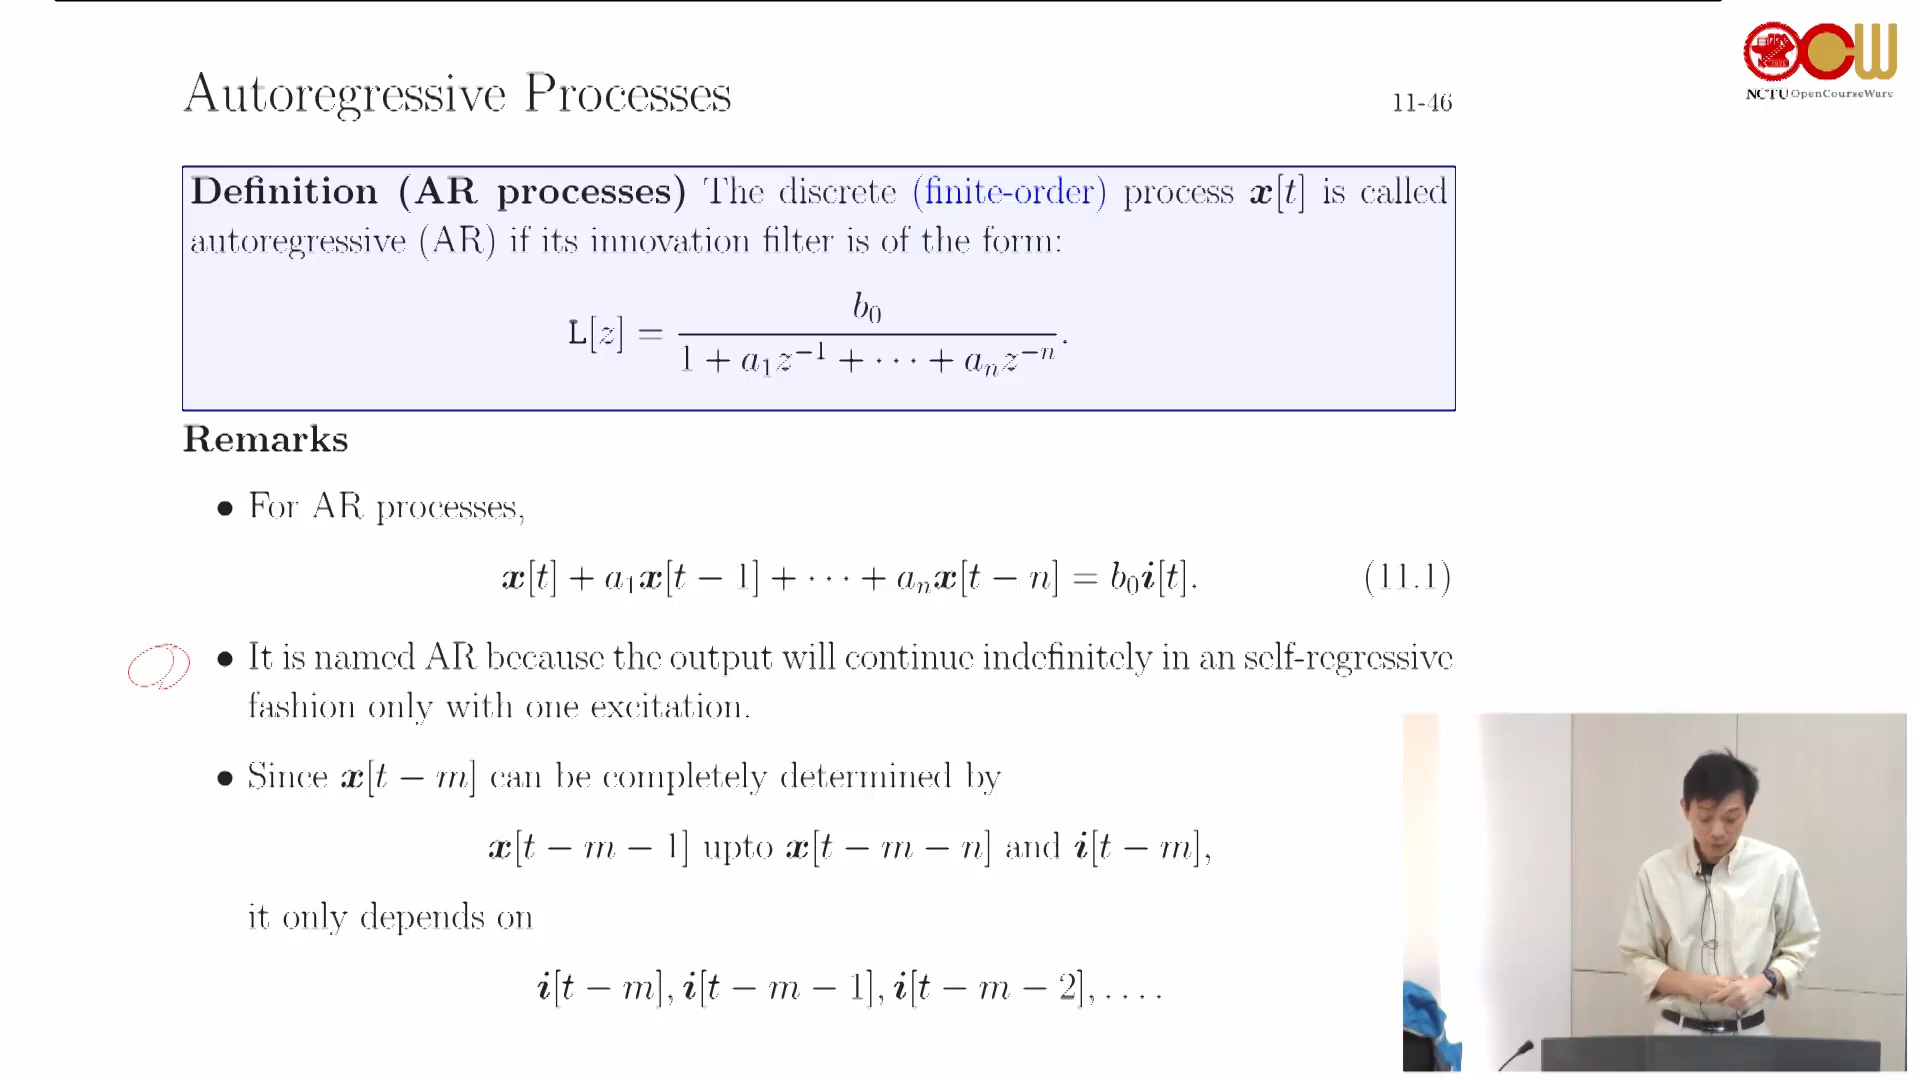 NCTU OpenCourseWare
Autoregressive Processes
11-46
Definition (AR processes) The discrete (finite-order) process x[t] is called
autoregressive (AR) if its innovation filter is of the form:
L[z] = b₀ / (1 + a₁z⁻¹ + · · · + aₙz⁻ⁿ).
Remarks
• For AR processes,
x[t] + a₁x[t − 1] + · · · + aₙx[t − n] = b₀i[t]. (11.1)
• It is named AR because the output will continue indefinitely in an self-regressive
fashion only with one excitation.
• Since x[t − m] can be completely determined by
x[t − m − 1] upto x[t − m − n] and i[t − m],
it only depends on
i[t − m], i[t − m − 1], i[t − m − 2], . . . .